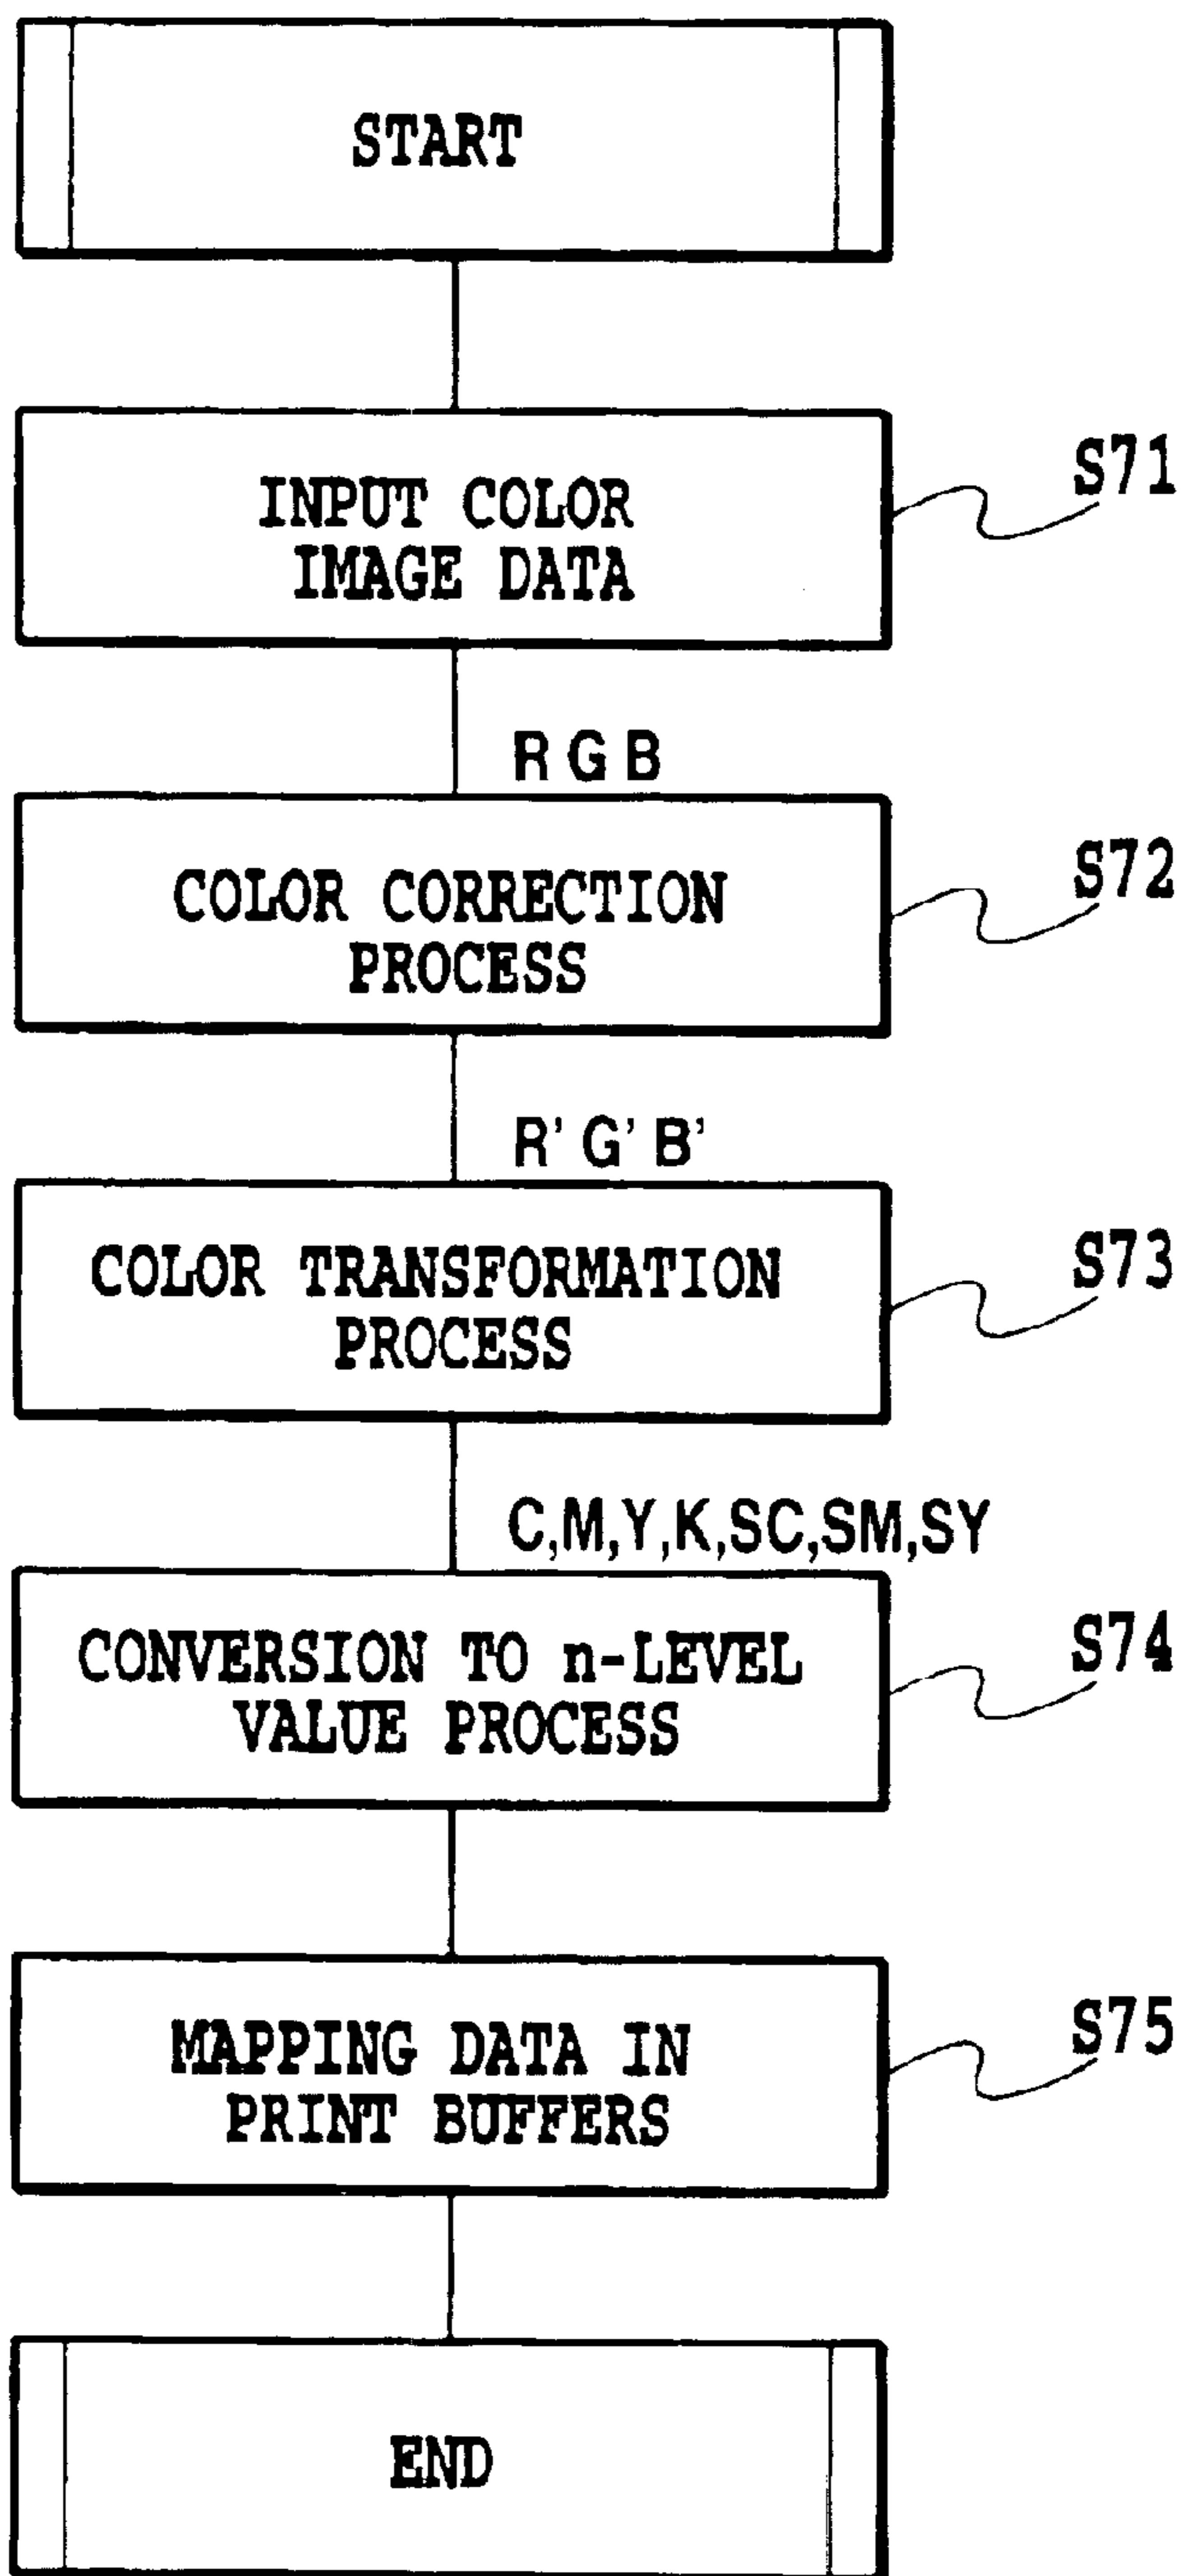 START
INPUT COLOR
IMAGE DATA
S71
R G B
COLOR CORRECTION
PROCESS
S72
R' G' B'
COLOR TRANSFORMATION
PROCESS
S73
C,M,Y,K,SC,SM,SY
CONVERSION TO n-LEVEL
VALUE PROCESS
S74
MAPPING DATA IN
PRINT BUFFERS
S75
END